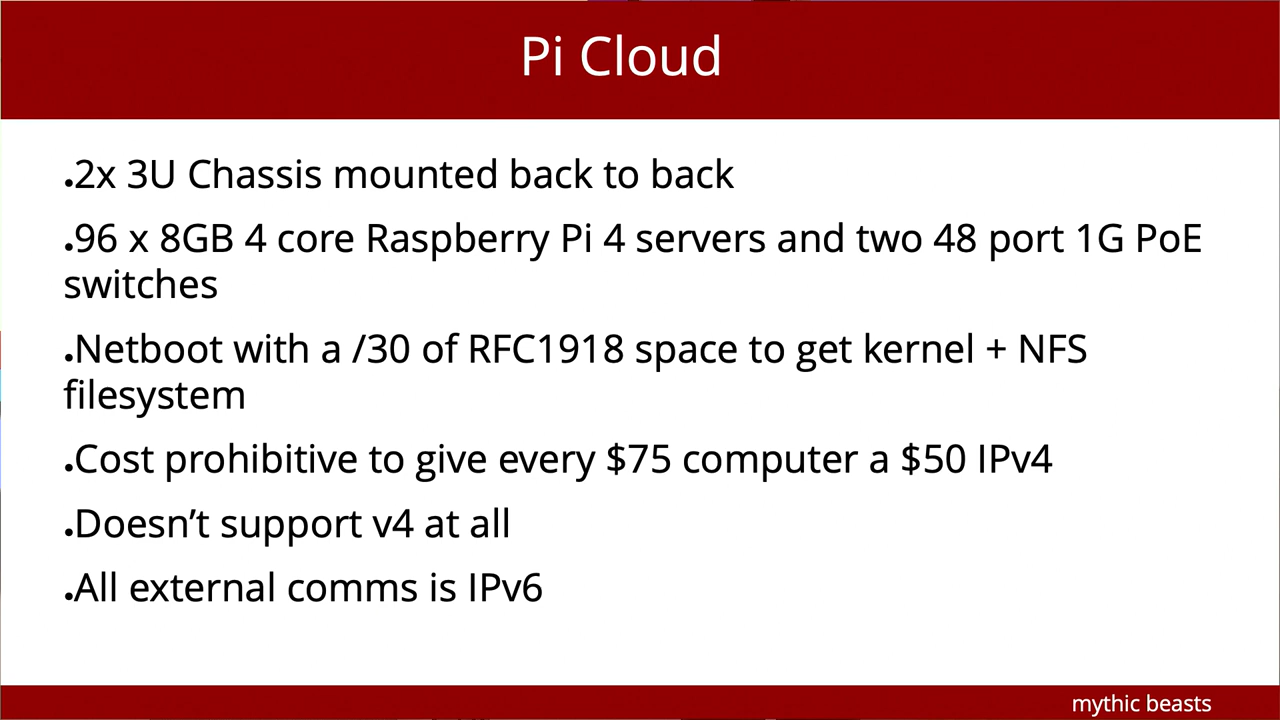 Pi Cloud
●2x 3U Chassis mounted back to back
●96 x 8GB 4 core Raspberry Pi 4 servers and two 48 port 1G PoE
switches
●Netboot with a /30 of RFC1918 space to get kernel + NFS
filesystem
●Cost prohibitive to give every $75 computer a $50 IPv4
●Doesn’t support v4 at all
●All external comms is IPv6
mythic beasts